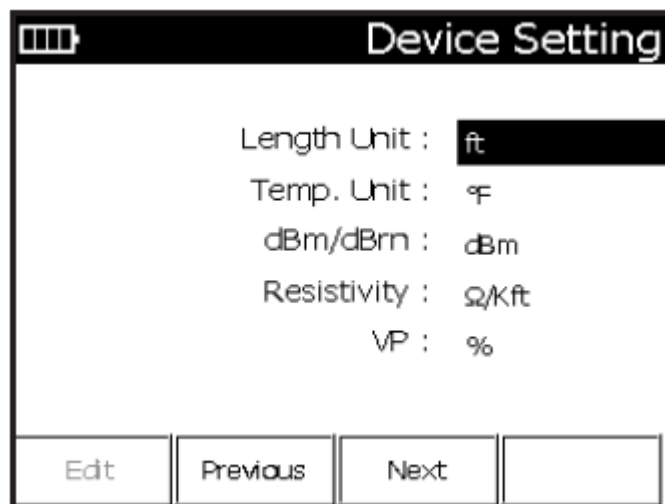 Device Setting
Length Unit : ft
Temp. Unit : °F
dBm/dBrn : dBm
Resistivity : Ω/Kft
VP : %
Edit Previous Next